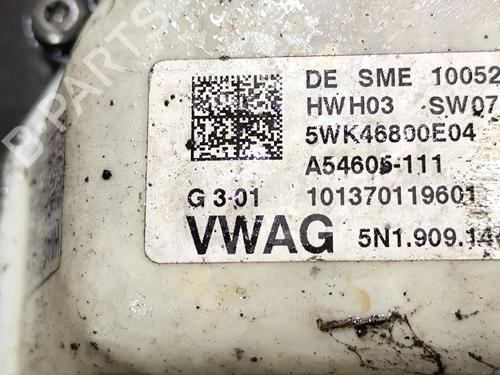 DE SME 10052
HWH03 SW07
5WK46800E04
A54605-111
G 3.01 101370119601
VWAG 5N1.909.14
B-PARTS